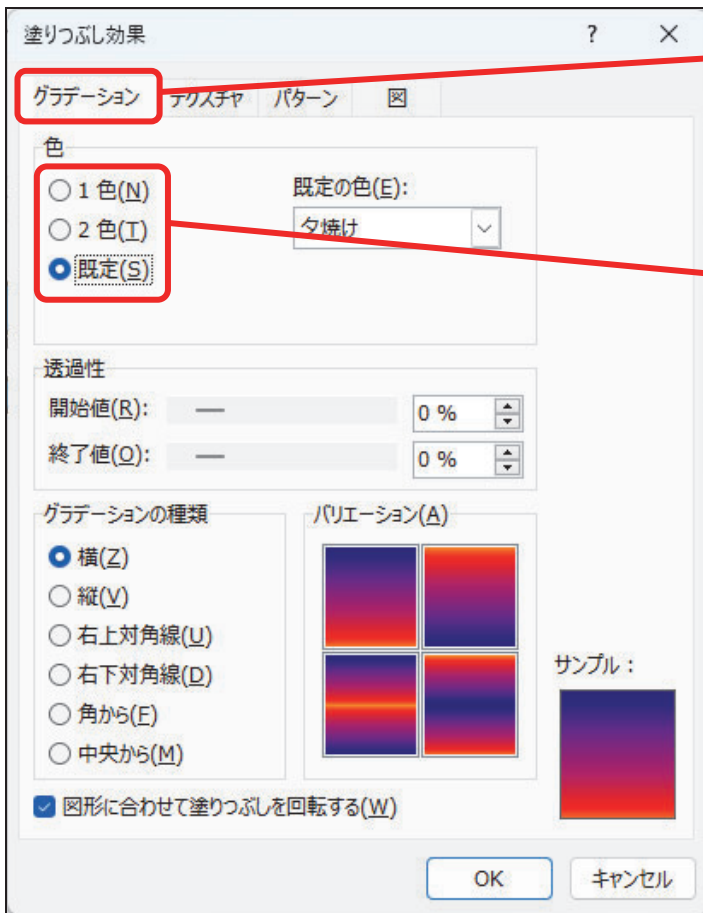 塗りつぶし効果 ?
グラデーション テクスチャ パターン 図
色
1 色(N)
2 色(T)
既定(S)
既定の色(E):
夕焼け
透過性
開始値(R): 0 %
終了値(O): 0 %
グラデーションの種類
横(Z)
縦(V)
右上対角線(U)
右下対角線(D)
角から(F)
中央から(M)
バリエーション(A)
サンプル：
図形に合わせて塗りつぶしを回転する(W)
OK キャンセル